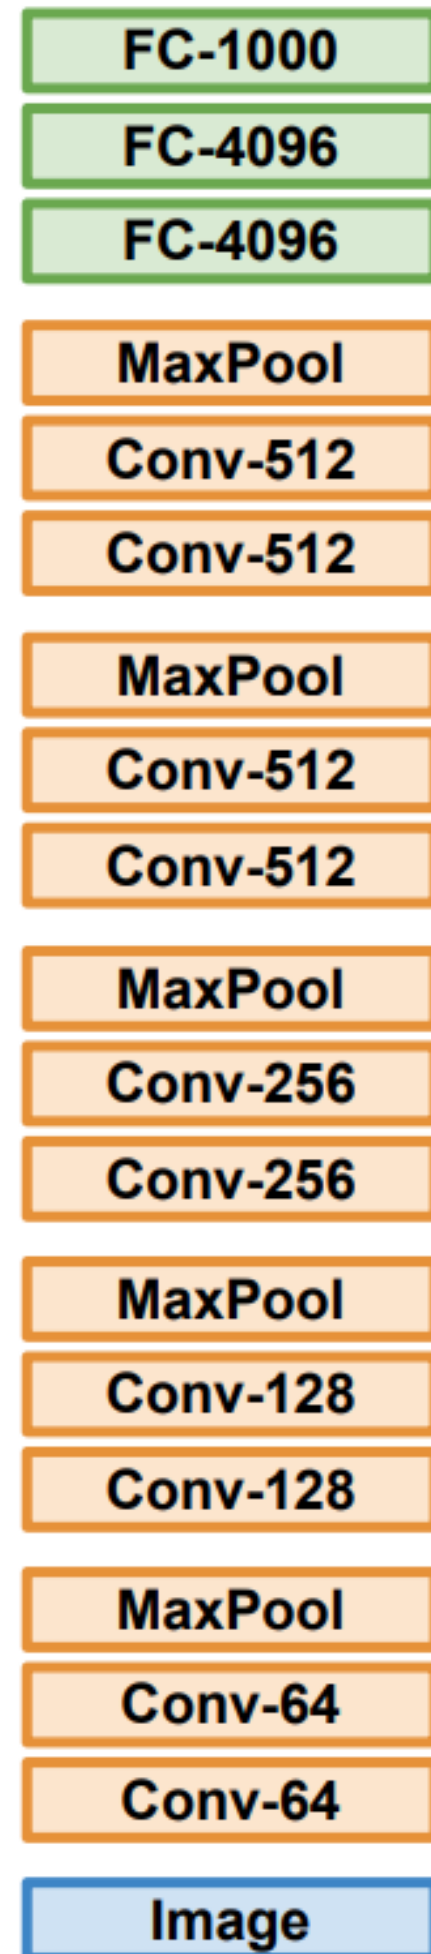 FC-1000
FC-4096
FC-4096
MaxPool
Conv-512
Conv-512
MaxPool
Conv-512
Conv-512
MaxPool
Conv-256
Conv-256
MaxPool
Conv-128
Conv-128
MaxPool
Conv-64
Conv-64
Image